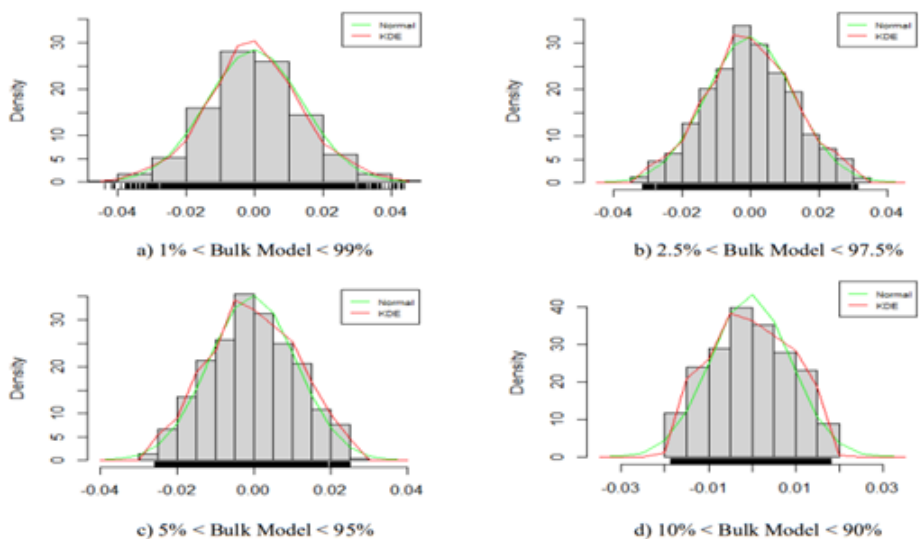 Density
0 5 10 20 30
Normal
KDE
-0.04 -0.02 0.00 0.02 0.04
a) 1% < Bulk Model < 99%
Density
0 5 10 20 30
Normal
KDE
-0.04 -0.02 0.00 0.02 0.04
b) 2.5% < Bulk Model < 97.5%
Density
0 5 10 20 30
Normal
KDE
-0.04 -0.02 0.00 0.02 0.04
c) 5% < Bulk Model < 95%
Density
0 10 20 30 40
Normal
KDE
-0.03 -0.01 0.01 0.03
d) 10% < Bulk Model < 90%